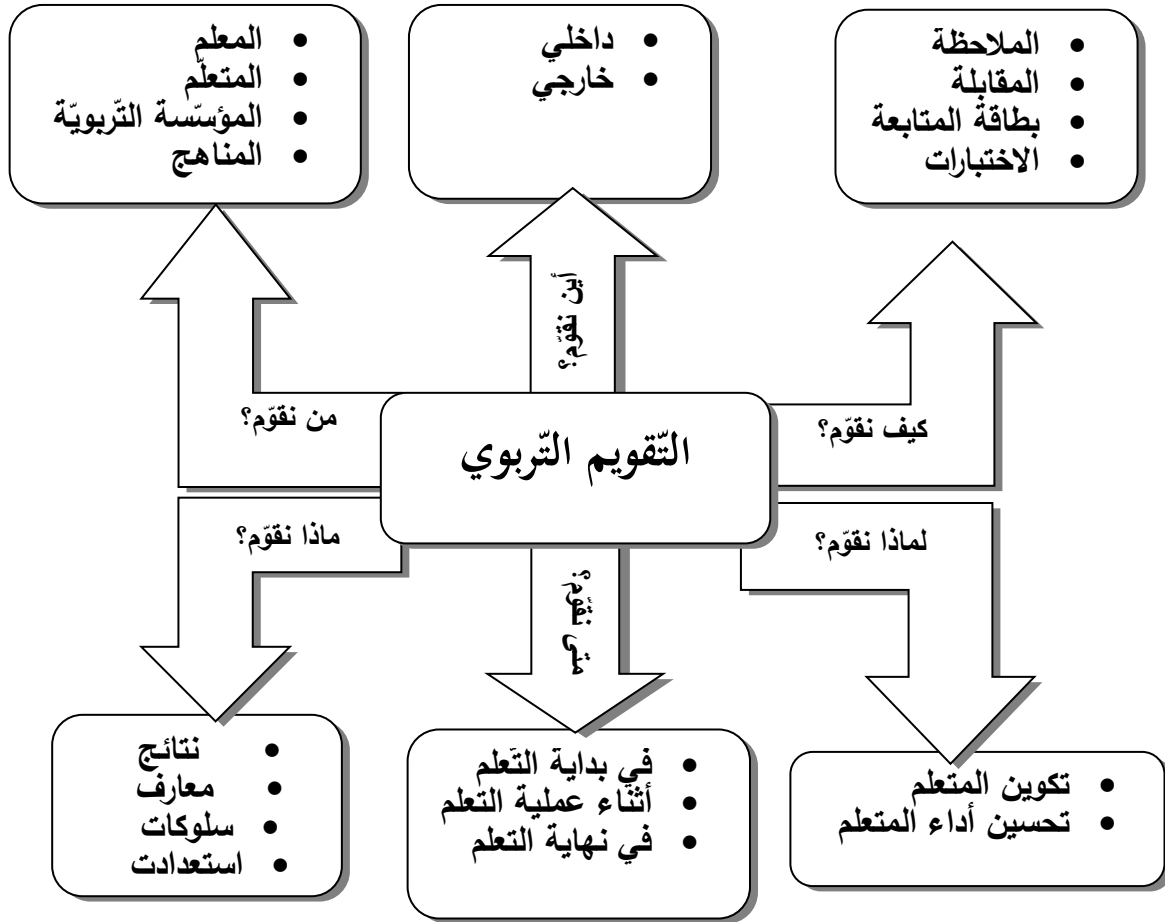 الملاحظة
المقابلة
بطاقة المتابعة
الاختبارات
داخلي
خارجي
المعلم
المتعلّم
المؤسّسة التّربويّة
المناهج
كيف نقوّم؟
أين نقوّم؟
من نقوّم؟
التّقويم التّربوي
لماذا نقوّم؟
متى نقوّم؟
ماذا نقوّم؟
تكوين المتعلم
تحسين أداء المتعلم
في بداية التّعلم
أثناء عملية التعلم
في نهاية التعلم
نتائج
معارف
سلوكات
استعدادت